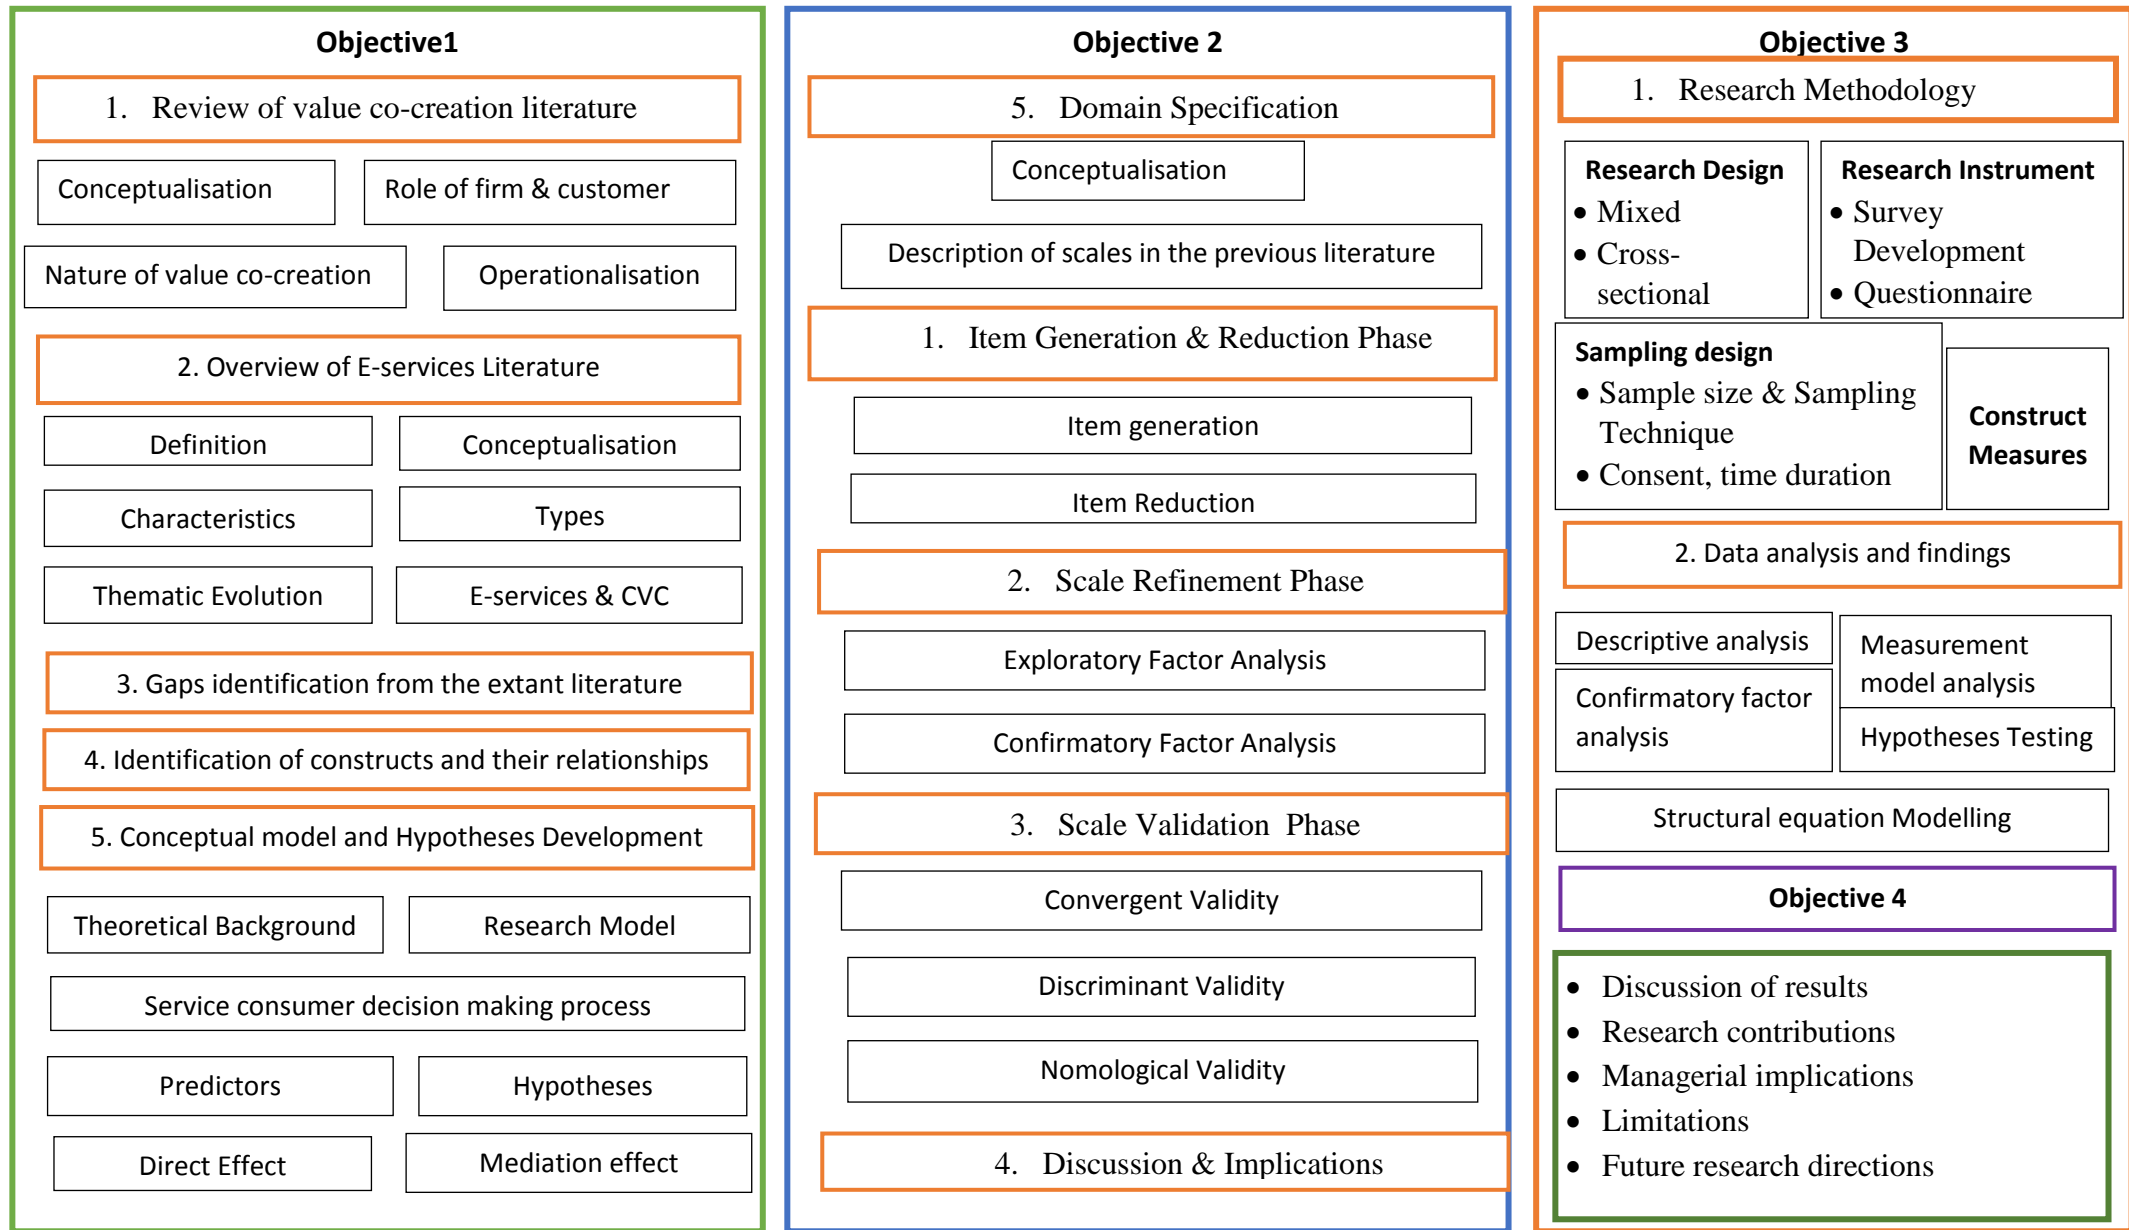 Objective1
1. Review of value co-creation literature
Conceptualisation
Role of firm & customer
Nature of value co-creation
Operationalisation
2. Overview of E-services Literature
Definition
Conceptualisation
Characteristics
Types
Thematic Evolution
E-services & CVC
3. Gaps identification from the extant literature
4. Identification of constructs and their relationships
5. Conceptual model and Hypotheses Development
Theoretical Background
Research Model
Service consumer decision making process
Predictors
Hypotheses
Direct Effect
Mediation effect
Objective 2
5. Domain Specification
Conceptualisation
Description of scales in the previous literature
1. Item Generation & Reduction Phase
Item generation
Item Reduction
2. Scale Refinement Phase
Exploratory Factor Analysis
Confirmatory Factor Analysis
3. Scale Validation Phase
Convergent Validity
Discriminant Validity
Nomological Validity
4. Discussion & Implications
Objective 3
1. Research Methodology
Research Design
• Mixed
• Cross-
sectional
Research Instrument
• Survey
Development
• Questionnaire
Sampling design
• Sample size & Sampling
Technique
• Consent, time duration
Construct
Measures
2. Data analysis and findings
Descriptive analysis
Measurement
model analysis
Confirmatory factor
analysis
Hypotheses Testing
Structural equation Modelling
Objective 4
• Discussion of results
• Research contributions
• Managerial implications
• Limitations
• Future research directions